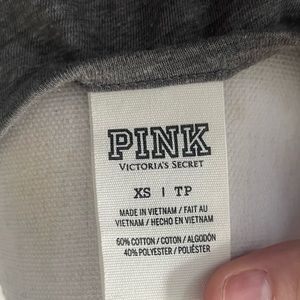 PINK
VICTORIA'S SECRET
XS | TP
MADE IN VIETNAM / FAIT AU
VIETNAM / HECHO EN VIETNAM
60% COTTON / COTON / ALGODÓN
40% POLYESTER / POLIÉSTER